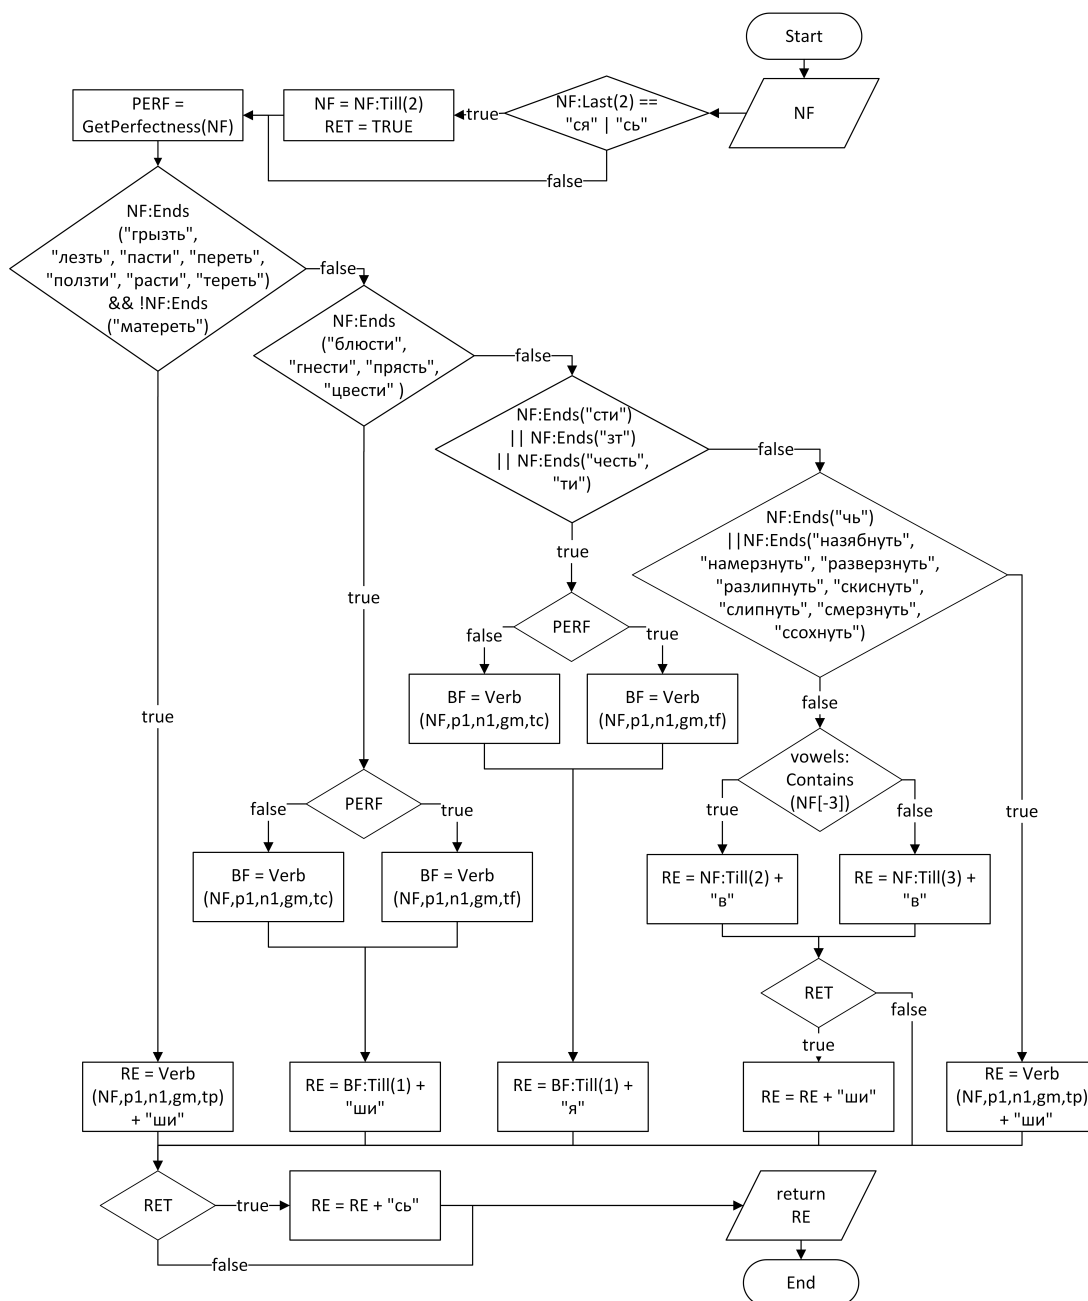 Start
NF
NF:Last(2) ==
"ся" | "сь"
true
false
NF = NF:Till(2)
RET = TRUE
PERF =
GetPerfectness(NF)
NF:Ends
("грызть",
"лезть", "пасти", "переть",
"ползти", "расти", "тереть")
&& !NF:Ends
("матереть")
false
true
NF:Ends
("блюсти",
"гнести", "прясть",
"цвести" )
false
true
NF:Ends("сти")
|| NF:Ends("зт")
|| NF:Ends("честь",
"ти")
false
true
NF:Ends("чь")
||NF:Ends("назябнуть",
"намерзнуть", "разверзнуть",
"разлипнуть", "скиснуть",
"слипнуть", "смерзнуть",
"ссохнуть")
false
true
PERF
false
true
BF = Verb
(NF,p1,n1,gm,tc)
BF = Verb
(NF,p1,n1,gm,tf)
vowels:
Contains
(NF[-3])
true
false
PERF
false
true
BF = Verb
(NF,p1,n1,gm,tc)
BF = Verb
(NF,p1,n1,gm,tf)
RE = NF:Till(2) +
"в"
RE = NF:Till(3) +
"в"
RET
false
true
RE = Verb
(NF,p1,n1,gm,tp)
+ "ши"
RE = BF:Till(1) +
"ши"
RE = BF:Till(1) +
"я"
RE = RE + "ши"
RE = Verb
(NF,p1,n1,gm,tp)
+ "ши"
RET
true
false
RE = RE + "сь"
return
RE
End